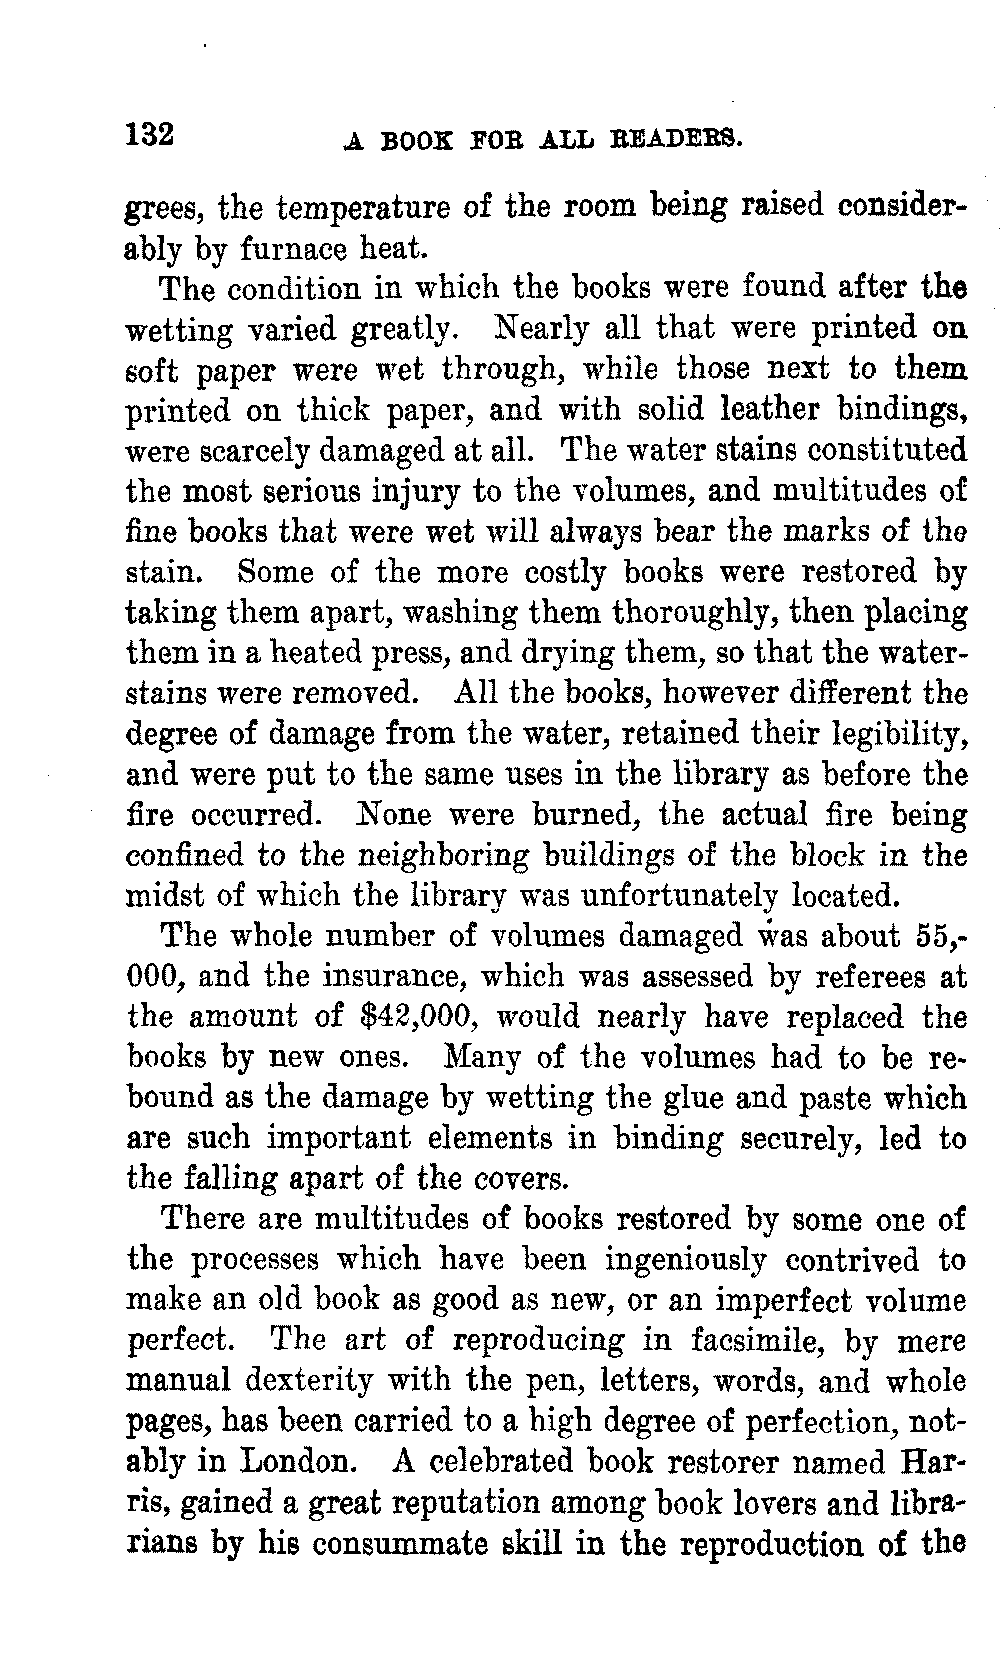 132 A BOOK FOR ALL READERS.
grees, the temperature of the room being raised consider-
ably by furnace heat.
The condition in which the books were found after the
wetting varied greatly. Nearly all that were printed on
soft paper were wet through, while those next to them
printed on thick paper, and with solid leather bindings,
were scarcely damaged at all. The water stains constituted
the most serious injury to the volumes, and multitudes of
fine books that were wet will always bear the marks of the
stain. Some of the more costly books were restored by
taking them apart, washing them thoroughly, then placing
them in a heated press, and drying them, so that the water-
stains were removed. All the books, however different the
degree of damage from the water, retained their legibility,
and were put to the same uses in the library as before the
fire occurred. None were burned, the actual fire being
confined to the neighboring buildings of the block in the
midst of which the library was unfortunately located.
The whole number of volumes damaged was about 55,-
000, and the insurance, which was assessed by referees at
the amount of $42,000, would nearly have replaced the
books by new ones. Many of the volumes had to be re-
bound as the damage by wetting the glue and paste which
are such important elements in binding securely, led to
the falling apart of the covers.
There are multitudes of books restored by some one of
the processes which have been ingeniously contrived to
make an old book as good as new, or an imperfect volume
perfect. The art of reproducing in facsimile, by mere
manual dexterity with the pen, letters, words, and whole
pages, has been carried to a high degree of perfection, not-
ably in London. A celebrated book restorer named Har-
ris, gained a great reputation among book lovers and libra-
rians by his consummate skill in the reproduction of the